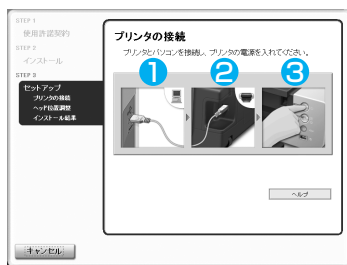 STEP 1
使用許諾契約
STEP 2
インストール
STEP 3
セットアップ
プリンタの接続
ヘッド位置調整
インストール結果
プリンタの接続
プリンタとパソコンを接続し、プリンタの電源を入れてください。
1 2 3
ヘルプ
キャンセル